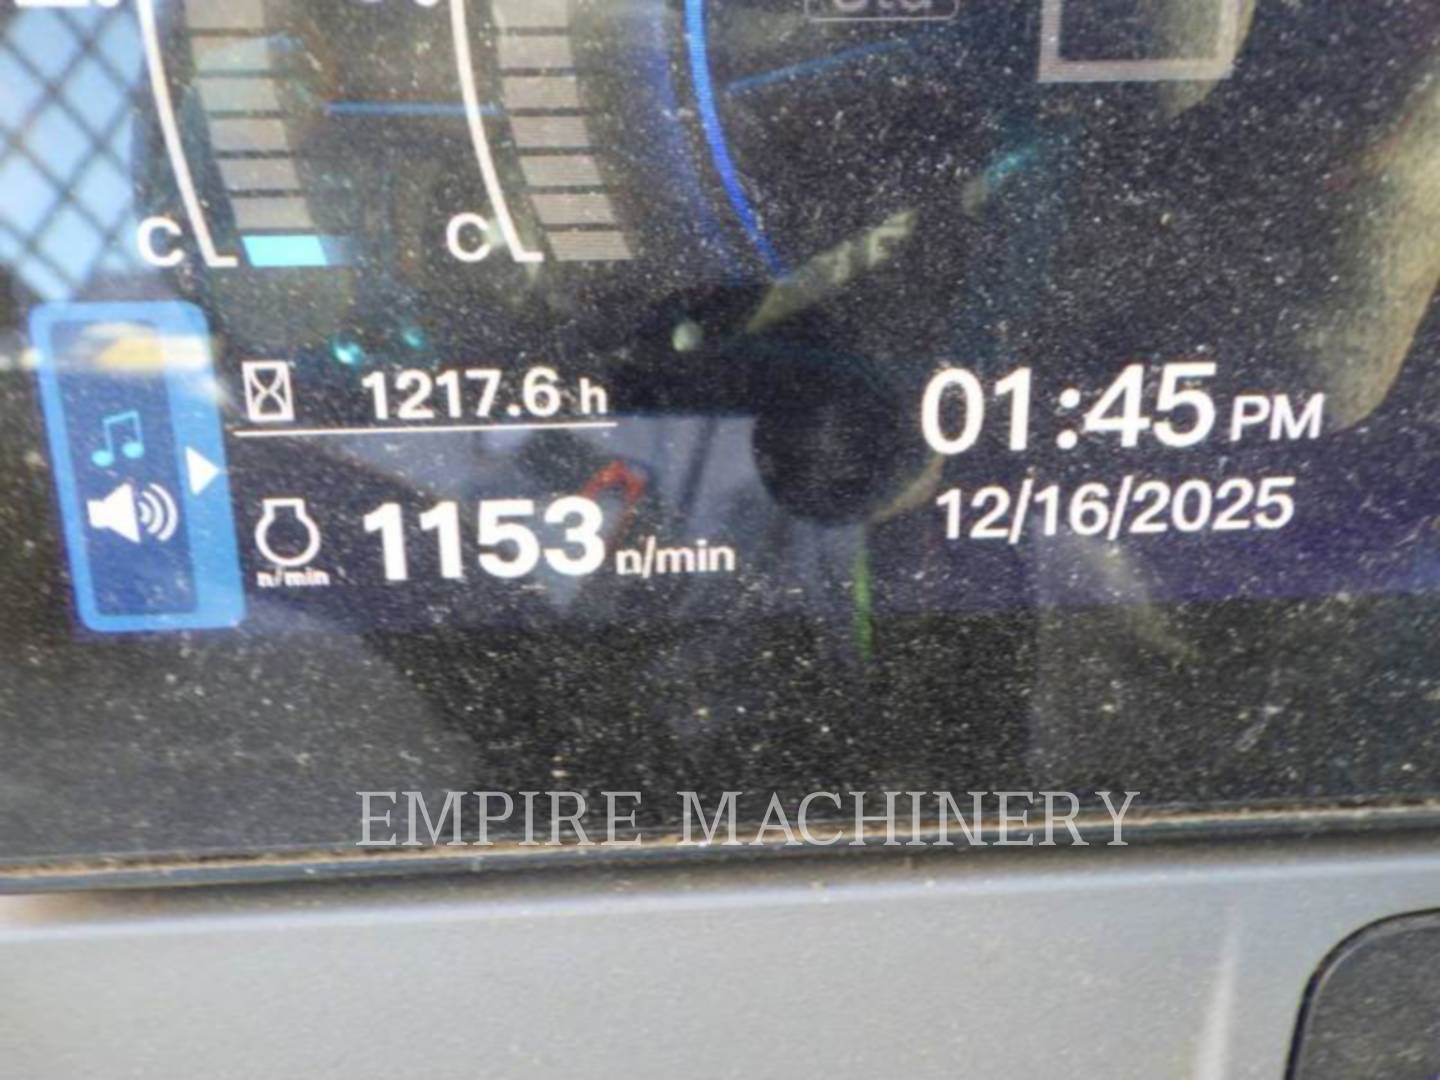 C
C
1217.6 h
01:45 PM
1153 n/min
n/min
12/16/2025
EMPIRE MACHINERY